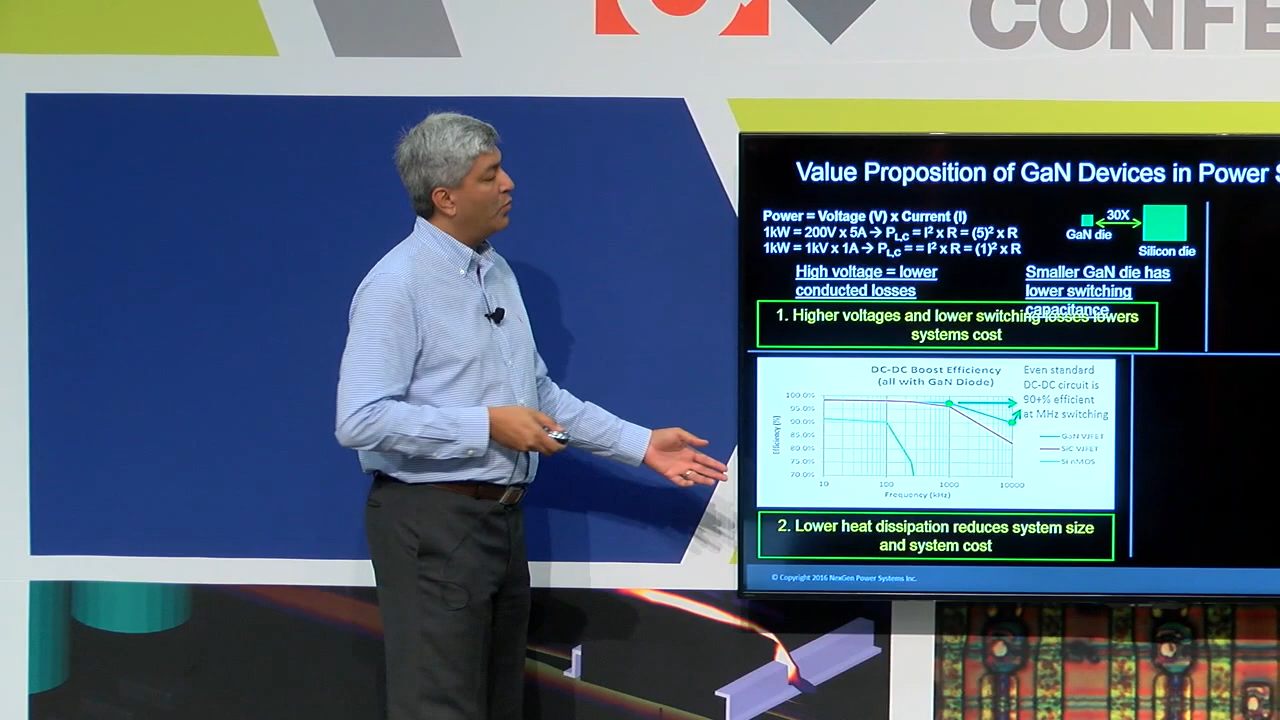 CONFE
Value Proposition of GaN Devices in Power S
Power = Voltage (V) x Current (I)
1kW = 200V x 5A → P_L,C = I² x R = (5)² x R
1kW = 1kV x 1A → P_L,C = = I² x R = (1)² x R
30X
GaN die
Silicon die
High voltage = lower
conducted losses
Smaller GaN die has
lower switching
capacitance
1. Higher voltages and lower switching losses lowers
systems cost
DC-DC Boost Efficiency
(all with GaN Diode)
Even standard
DC-DC circuit is
90+% efficient
at MHz switching
Efficiency [%]
100.0%
95.0%
90.0%
85.0%
80.0%
75.0%
70.0%
10
100
1000
10000
Frequency (kHz)
GaN VJFET
SiC VJFET
Si nMOS
2. Lower heat dissipation reduces system size
and system cost
© Copyright 2016 NexGen Power Systems Inc.